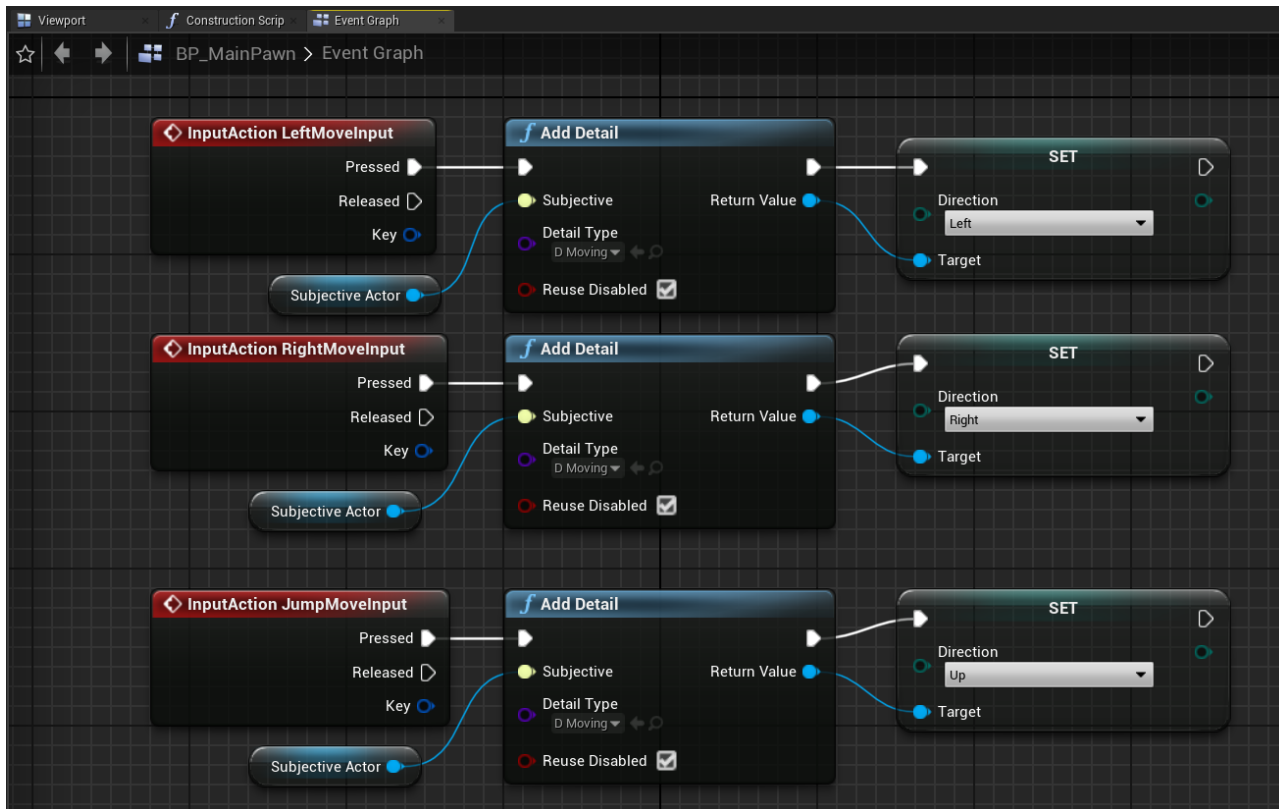 Viewport
Construction Scrip
Event Graph
BP_MainPawn > Event Graph
InputAction LeftMoveInput
Pressed
Released
Key
Subjective Actor
Add Detail
Subjective
Return Value
Detail Type
D Moving
Reuse Disabled
SET
Direction
Left
Target
InputAction RightMoveInput
Pressed
Released
Key
Subjective Actor
Add Detail
Subjective
Return Value
Detail Type
D Moving
Reuse Disabled
SET
Direction
Right
Target
InputAction JumpMoveInput
Pressed
Released
Key
Subjective Actor
Add Detail
Subjective
Return Value
Detail Type
D Moving
Reuse Disabled
SET
Direction
Up
Target